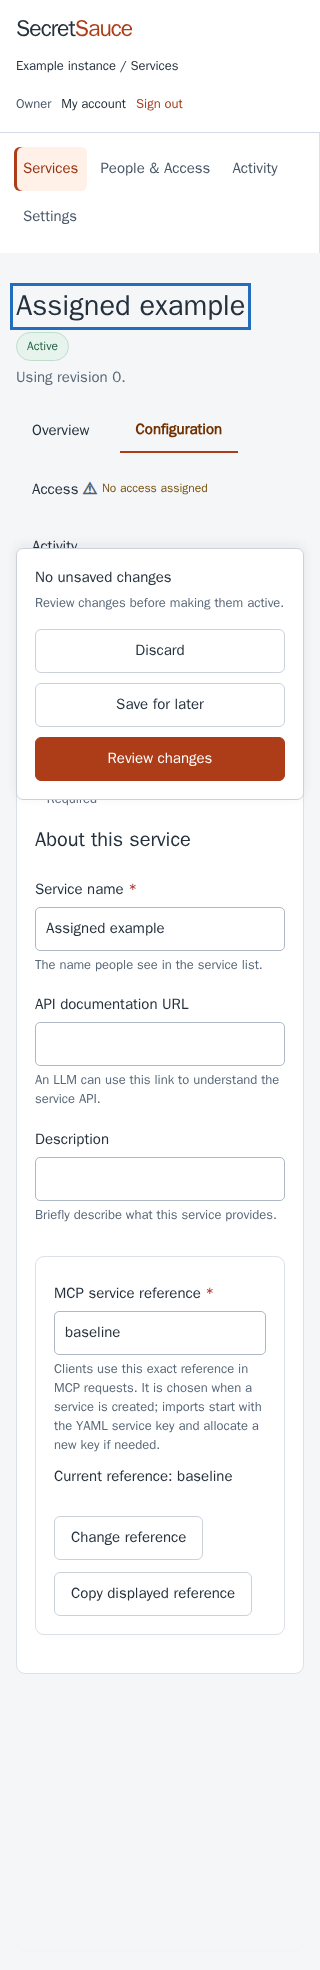 SecretSauce
Example instance / Services
Owner My account Sign out
Services People & Access Activity
Settings
Assigned example
Active
Using revision 0.
Overview Configuration
Access ⚠ No access assigned
Activity
No unsaved changes
Review changes before making them active.
Discard
Save for later
Review changes
Required
About this service
Service name *
Assigned example
The name people see in the service list.
API documentation URL
An LLM can use this link to understand the
service API.
Description
Briefly describe what this service provides.
MCP service reference *
baseline
Clients use this exact reference in
MCP requests. It is chosen when a
service is created; imports start with
the YAML service key and allocate a
new key if needed.
Current reference: baseline
Change reference
Copy displayed reference